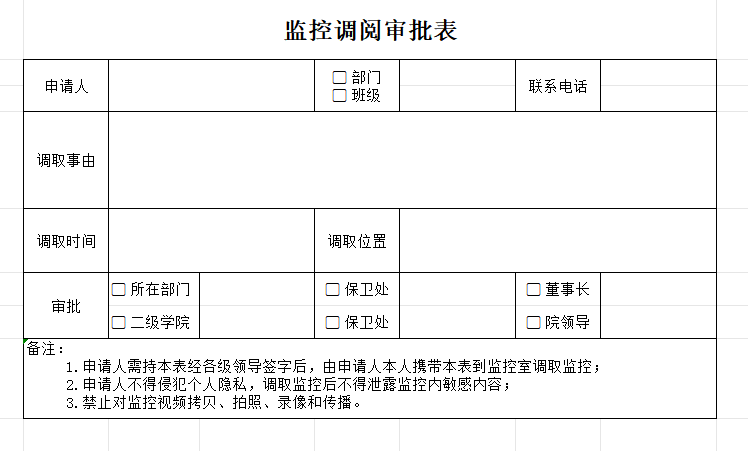 监控调阅审批表
申请人
□ 部门
□ 班级
联系电话
调取事由
调取时间
调取位置
审批
□ 所在部门
□ 保卫处
□ 董事长
□ 二级学院
□ 保卫处
□ 院领导
备注：
1.申请人需持本表经各级领导签字后，由申请人本人携带本表到监控室调取监控；
2.申请人不得侵犯个人隐私，调取监控后不得泄露监控内敏感内容；
3.禁止对监控视频拷贝、拍照、录像和传播。